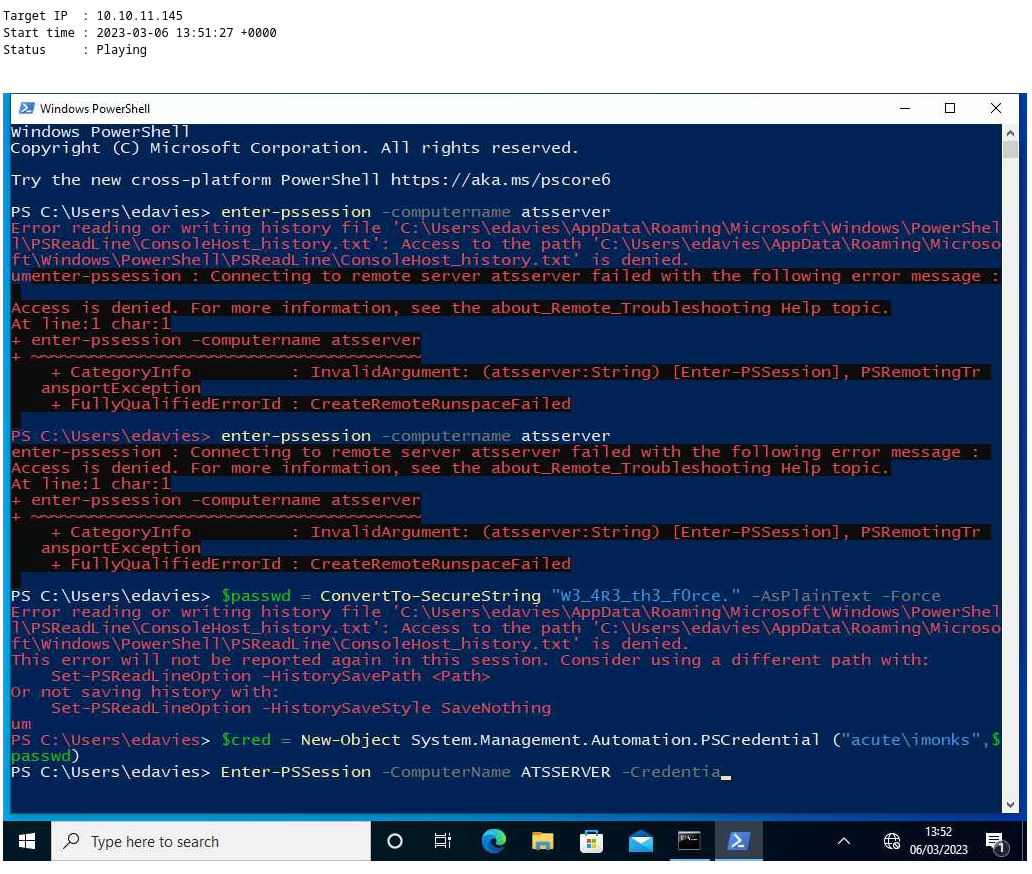 Target IP  : 10.10.11.145
Start time : 2023-03-06 13:51:27 +0000
Status     : Playing
Windows PowerShell
Windows PowerShell
Copyright (C) Microsoft Corporation. All rights reserved.
Try the new cross-platform PowerShell https://aka.ms/pscore6
PS C:\Users\edavies> enter-pssession -computername atsserver
Error reading or writing history file 'C:\Users\edavies\AppData\Roaming\Microsoft\Windows\PowerShel
l\PSReadLine\ConsoleHost_history.txt': Access to the path 'C:\Users\edavies\AppData\Roaming\Microso
ft\Windows\PowerShell\PSReadLine\ConsoleHost_history.txt' is denied.
umenter-pssession : Connecting to remote server atsserver failed with the following error message :
Access is denied. For more information, see the about_Remote_Troubleshooting Help topic.
At line:1 char:1
+ enter-pssession -computername atsserver
+ ~~~~~~~~~~~~~~~~~~~~~~~~~~~~~~~~~~~~~~~
    + CategoryInfo          : InvalidArgument: (atsserver:String) [Enter-PSSession], PSRemotingTr
   ansportException
    + FullyQualifiedErrorId : CreateRemoteRunspaceFailed
PS C:\Users\edavies> enter-pssession -computername atsserver
enter-pssession : Connecting to remote server atsserver failed with the following error message :
Access is denied. For more information, see the about_Remote_Troubleshooting Help topic.
At line:1 char:1
+ enter-pssession -computername atsserver
+ ~~~~~~~~~~~~~~~~~~~~~~~~~~~~~~~~~~~~~~~
    + CategoryInfo          : InvalidArgument: (atsserver:String) [Enter-PSSession], PSRemotingTr
   ansportException
    + FullyQualifiedErrorId : CreateRemoteRunspaceFailed
PS C:\Users\edavies> $passwd = ConvertTo-SecureString "W3_4R3_th3_f0rce." -AsPlainText -Force
Error reading or writing history file 'C:\Users\edavies\AppData\Roaming\Microsoft\Windows\PowerShel
l\PSReadLine\ConsoleHost_history.txt': Access to the path 'C:\Users\edavies\AppData\Roaming\Microso
ft\Windows\PowerShell\PSReadLine\ConsoleHost_history.txt' is denied.
This error will not be reported again in this session. Consider using a different path with:
    Set-PSReadLineOption -HistorySavePath <Path>
Or not saving history with:
    Set-PSReadLineOption -HistorySaveStyle SaveNothing
um
PS C:\Users\edavies> $cred = New-Object System.Management.Automation.PSCredential ("acute\imonks",$
passwd)
PS C:\Users\edavies> Enter-PSSession -ComputerName ATSSERVER -Credentia_
Type here to search
13:52
06/03/2023
1